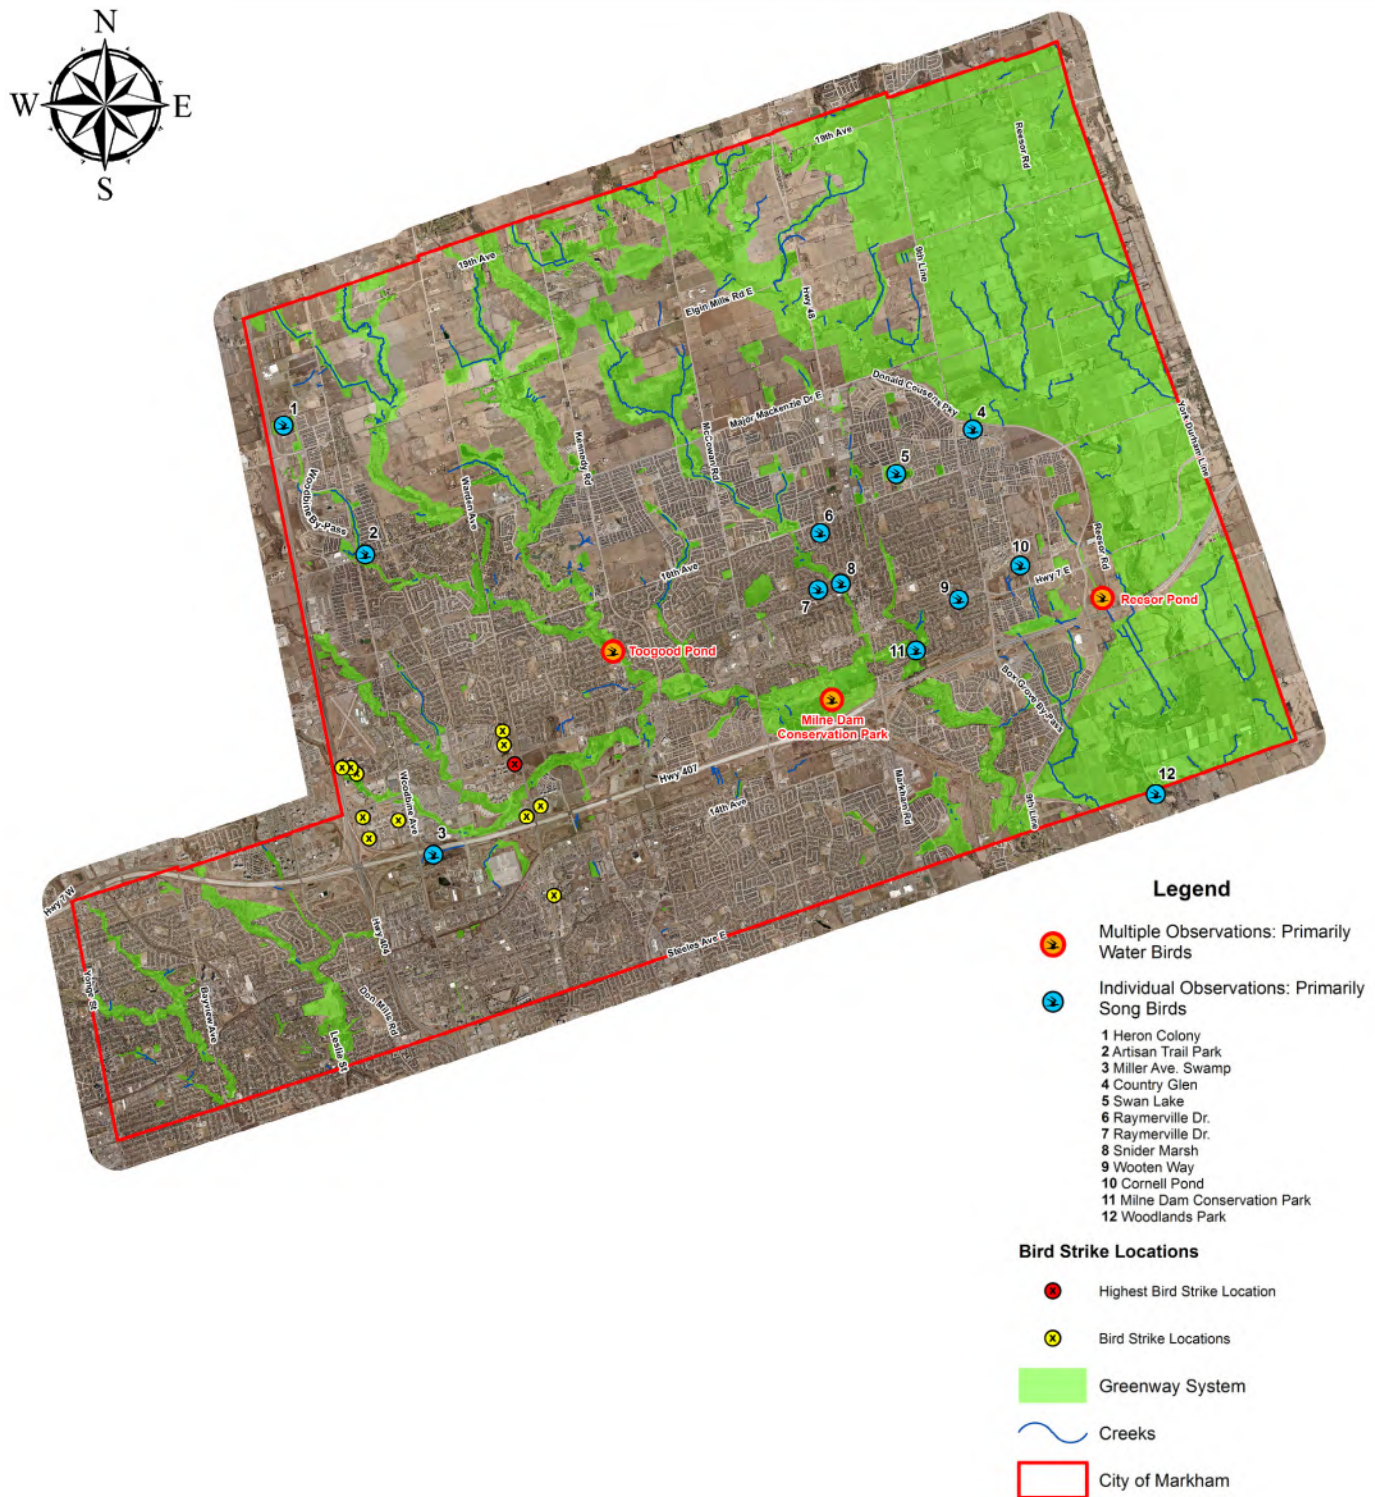 N
W E
S
19th Ave
Reesor Rd
19th Ave
9th Line
Elgin Mills Rd E
Hwy 48
Donald Cousens Pky
Major Mackenzie Dr E
1
4
York-Durham Line
McCowan Rd
Kennedy Rd
5
Woodbine By-Pass
Warden Ave
6
2
10
Reesor Rd
16th Ave
8
Hwy 7 E
7
9
Reesor Pond
Toogood Pond
11
Box Grove By-Pass
Milne Dam
Conservation Park
Hwy 407
12
Woodbine Ave
14th Ave
Markham Rd
9th Line
3
Hwy 7 W
Hwy 404
Steeles Ave E
Yonge St
Bayview Ave
Don Mills Rd
Leslie St
Legend
Multiple Observations: Primarily
Water Birds
Individual Observations: Primarily
Song Birds
1 Heron Colony
2 Artisan Trail Park
3 Miller Ave. Swamp
4 Country Glen
5 Swan Lake
6 Raymerville Dr.
7 Raymerville Dr.
8 Snider Marsh
9 Wooten Way
10 Cornell Pond
11 Milne Dam Conservation Park
12 Woodlands Park
Bird Strike Locations
x Highest Bird Strike Location
x Bird Strike Locations
Greenway System
Creeks
City of Markham